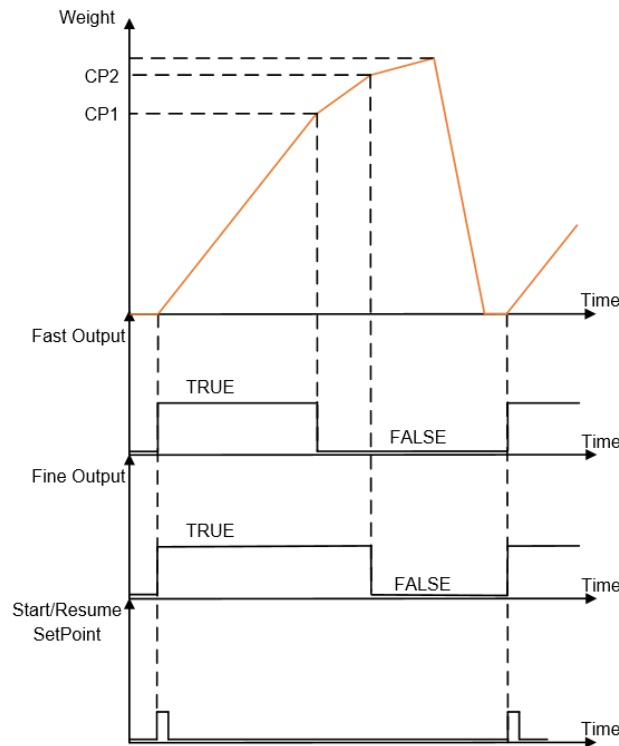 Weight
CP2
CP1
Time
Fast Output
TRUE
FALSE
Time
Fine Output
TRUE
FALSE
Time
Start/Resume
SetPoint
Time